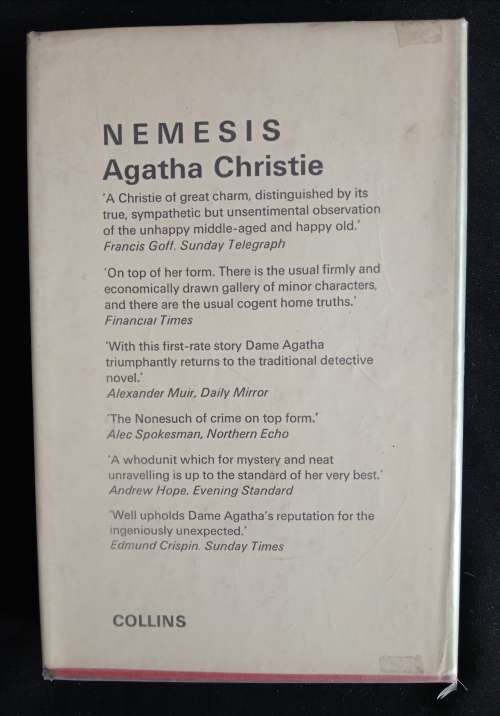 NEMESIS
Agatha Christie
'A Christie of great charm, distinguished by its
true, sympathetic but unsentimental observation
of the unhappy middle-aged and happy old.'
Francis Goff. Sunday Telegraph
'On top of her form. There is the usual firmly and
economically drawn gallery of minor characters,
and there are the usual cogent home truths.'
Financial Times
'With this first-rate story Dame Agatha
triumphantly returns to the traditional detective
novel.'
Alexander Muir, Daily Mirror
'The Nonesuch of crime on top form.'
Alec Spokesman, Northern Echo
'A whodunit which for mystery and neat
unravelling is up to the standard of her very best.'
Andrew Hope, Evening Standard
'Well upholds Dame Agatha's reputation for the
ingeniously unexpected.'
Edmund Crispin. Sunday Times
COLLINS